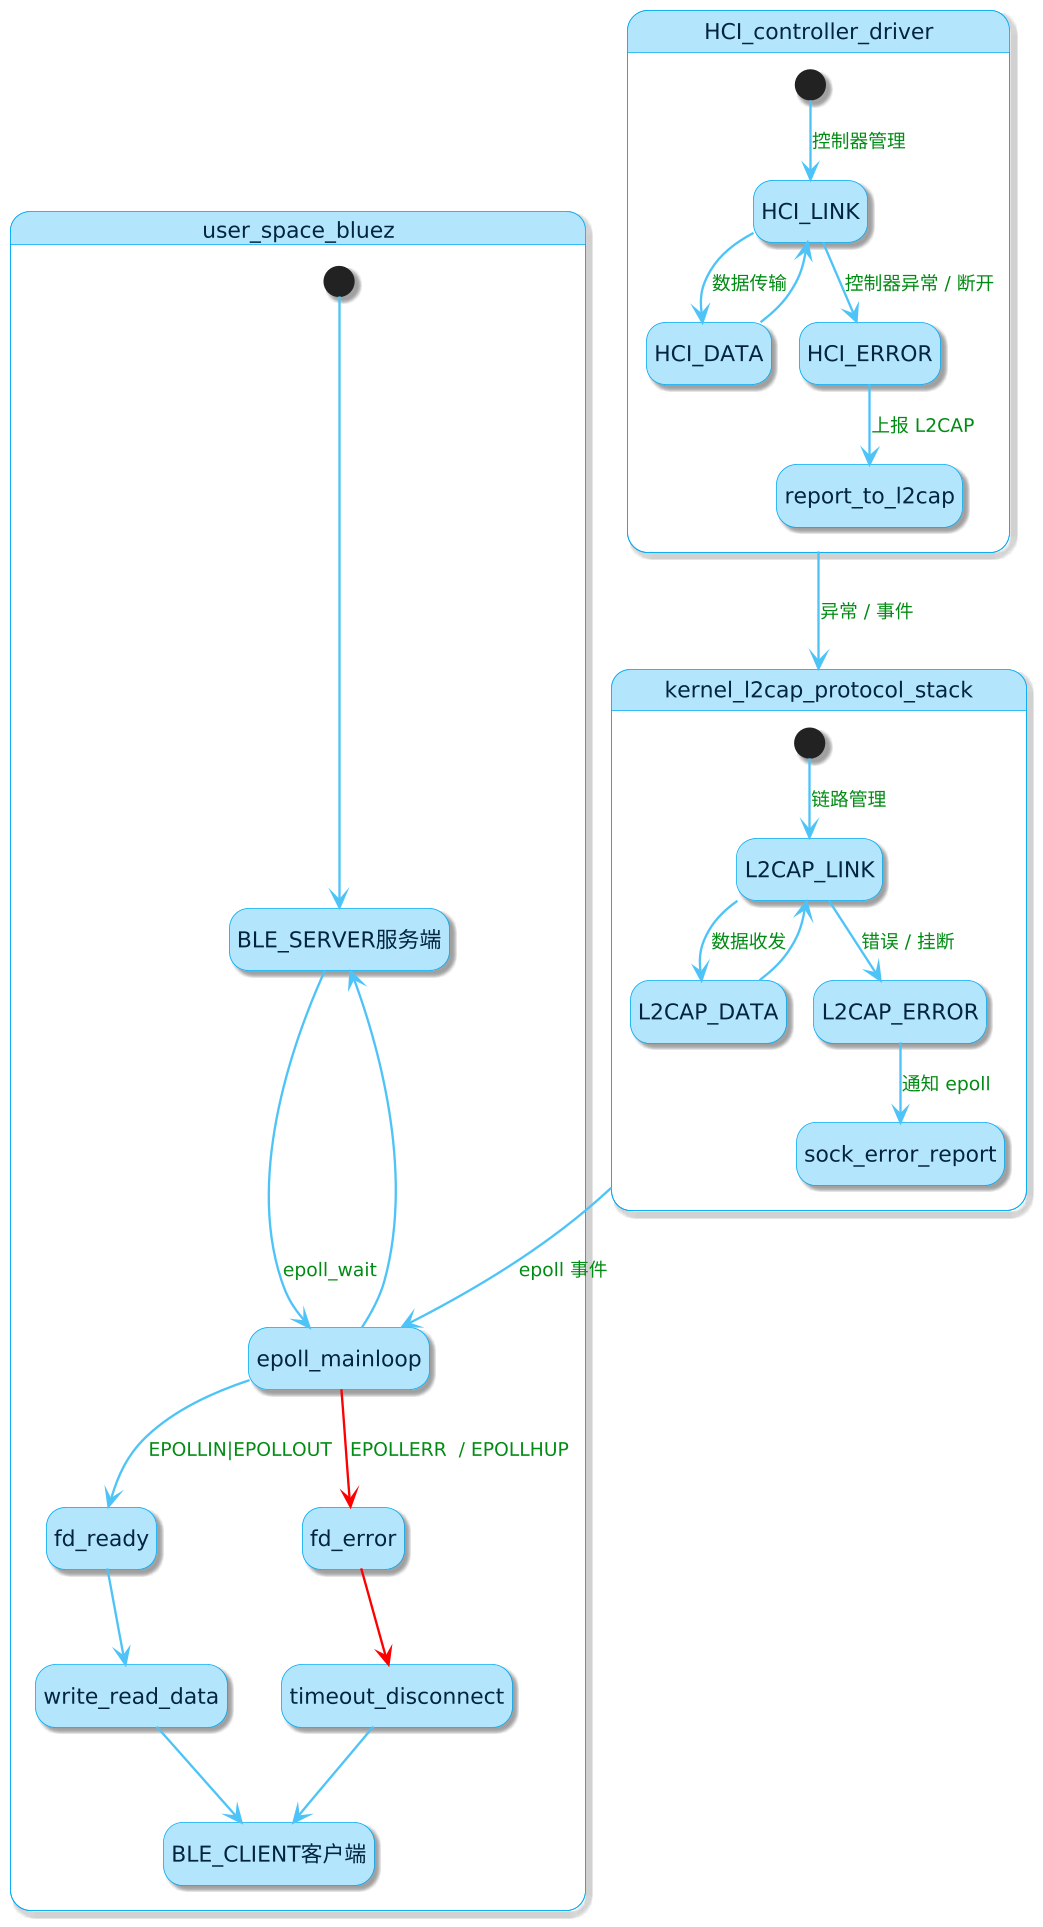 HCI_controller_driver
控制器管理
HCI_LINK
数据传输
控制器异常 / 断开
HCI_DATA
HCI_ERROR
上报 L2CAP
report_to_l2cap
异常 / 事件
kernel_l2cap_protocol_stack
链路管理
L2CAP_LINK
数据收发
错误 / 挂断
L2CAP_DATA
L2CAP_ERROR
通知 epoll
sock_error_report
user_space_bluez
BLE_SERVER服务端
epoll_wait
epoll 事件
epoll_mainloop
EPOLLIN|EPOLLOUT
EPOLLERR / EPOLLHUP
fd_ready
fd_error
write_read_data
timeout_disconnect
BLE_CLIENT客户端